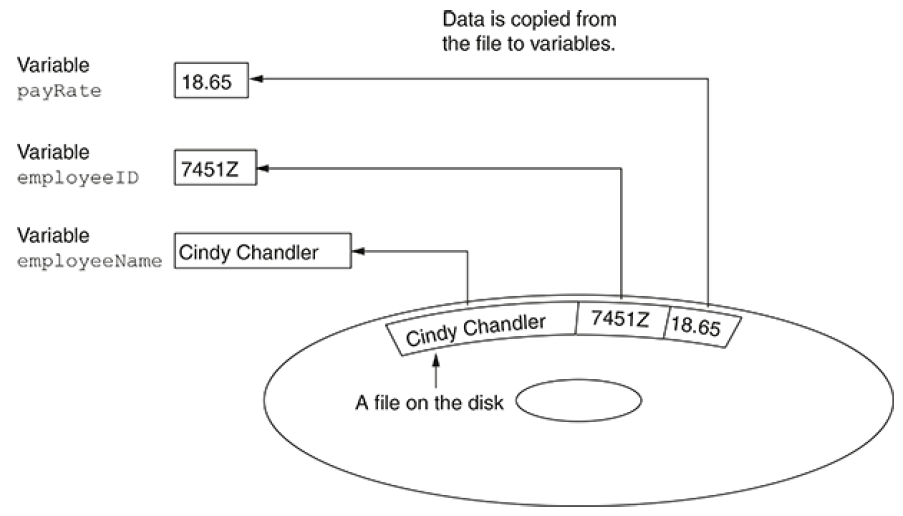 Data is copied from
the file to variables.
Variable
payRate
18.65
Variable
employeeID
7451Z
Variable
employeeName
Cindy Chandler
Cindy Chandler
7451Z
18.65
A file on the disk